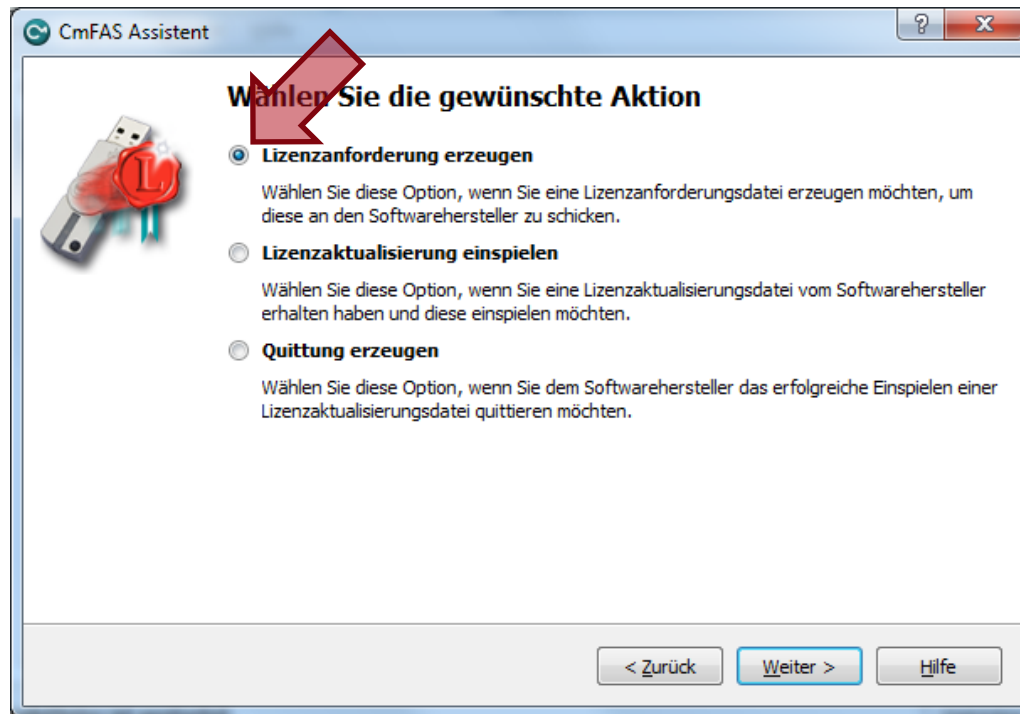 CmFAS Assistent
Wählen Sie die gewünschte Aktion
Lizenzanforderung erzeugen
Wählen Sie diese Option, wenn Sie eine Lizenzanforderungsdatei erzeugen möchten, um
diese an den Softwarehersteller zu schicken.
Lizenzaktualisierung einspielen
Wählen Sie diese Option, wenn Sie eine Lizenzaktualisierungsdatei vom Softwarehersteller
erhalten haben und diese einspielen möchten.
Quittung erzeugen
Wählen Sie diese Option, wenn Sie dem Softwarehersteller das erfolgreiche Einspielen einer
Lizenzaktualisierungsdatei quittieren möchten.
< Zurück Weiter > Hilfe